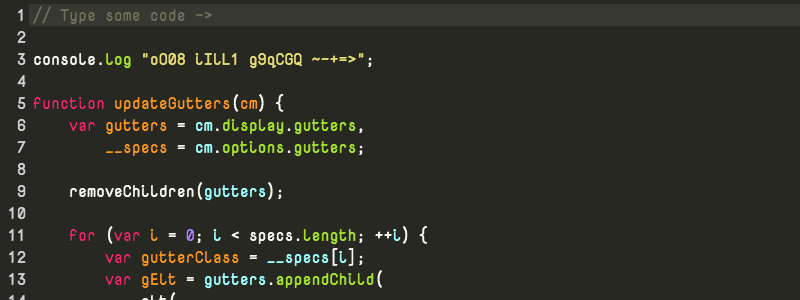 1 // Type some code ->
2
3 console.log "oO08 iIlL1 g9qCGQ ~-+=>";
4
5 function updateGutters(cm) {
6 var gutters = cm.display.gutters,
7 __specs = cm.options.gutters;
8
9 removeChildren(gutters);
10
11 for (var i = 0; i < specs.length; ++i) {
12 var gutterClass = __specs[i];
13 var gElt = gutters.appendChild(
14 elt(